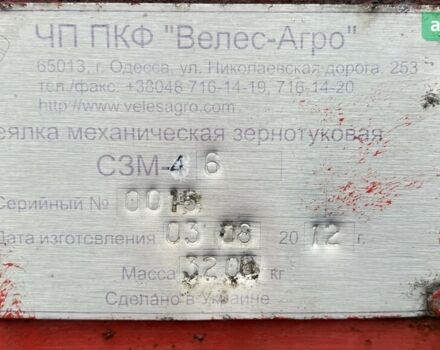 ЧП ПКФ "Велес-Агро"
65013, г. Одесса, ул. Николаевская дорога, 253
тел./факс: +38048 716-14-19, 716-14-20
http://www.velesagro.com
еялка механическая зернотуковая
СЗМ-4 6
Серийный № 0015
Дата изготовления 03 08 2012 г.
Масса 3200 кг
Сделано в Украине